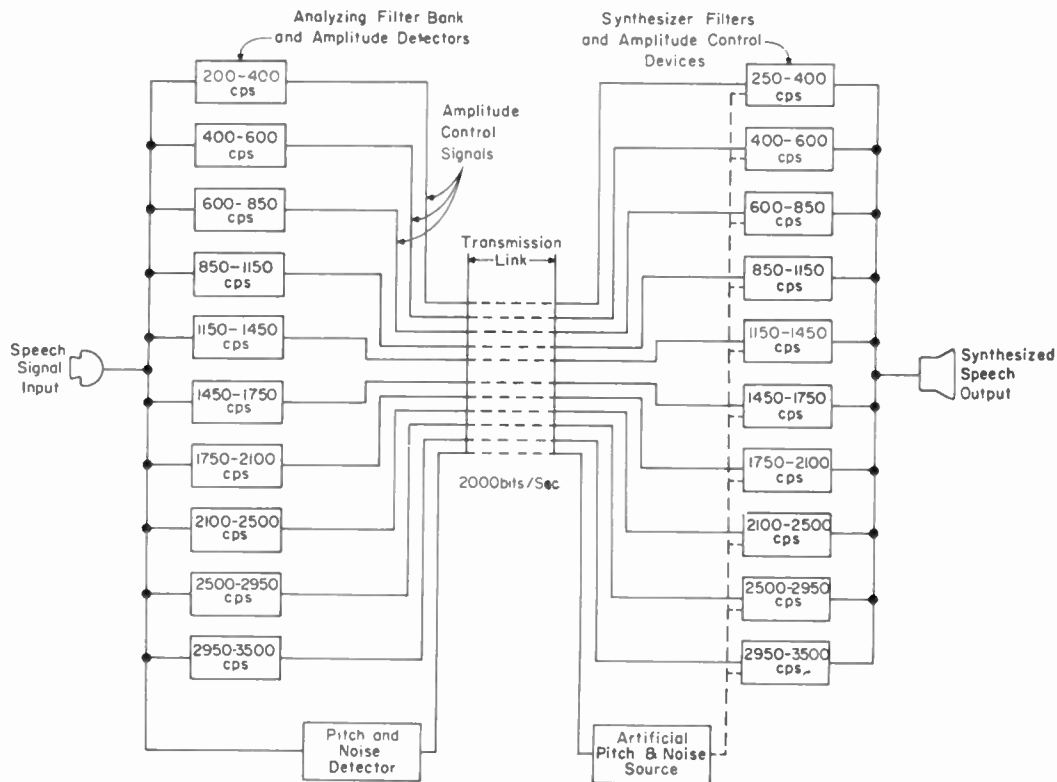 Analyzing Filter Bank
and Amplitude Detectors
200-400
cps
400-600
cps
600-850
cps
850-1150
cps
1150-1450
cps
1450-1750
cps
1750-2100
cps
2100-2500
cps
2500-2950
cps
2950-3500
cps
Speech
Signal
Input
Pitch and
Noise
Detector
Amplitude
Control
Signals
Transmission
Link
2000bits/Sec
Synthesizer Filters
and Amplitude Control
Devices
250-400
cps
400-600
cps
600-850
cps
850-1150
cps
1150-1450
cps
1450-1750
cps
1750-2100
cps
2100-2500
cps
2500-2950
cps
2950-3500
cps
Artificial
Pitch & Noise
Source
Synthesized
Speech
Output